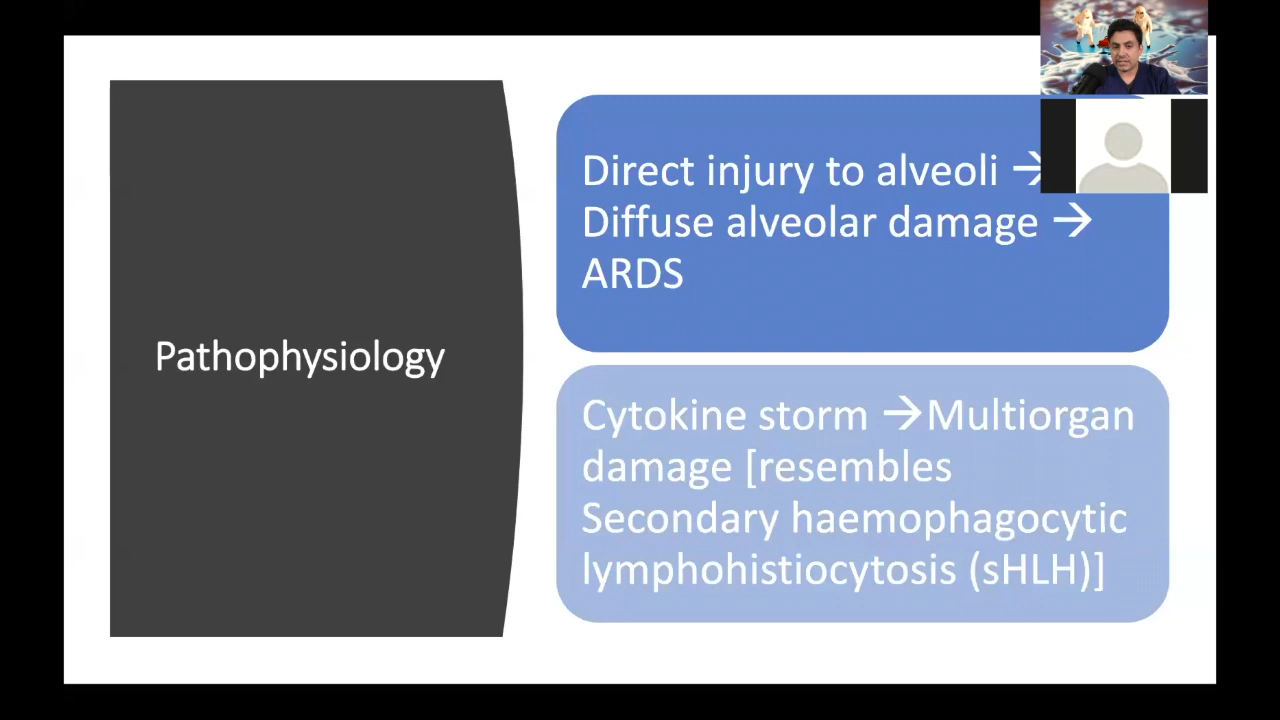 Pathophysiology
Direct injury to alveoli →
Diffuse alveolar damage →
ARDS
Cytokine storm →Multiorgan
damage [resembles
Secondary haemophagocytic
lymphohistiocytosis (sHLH)]